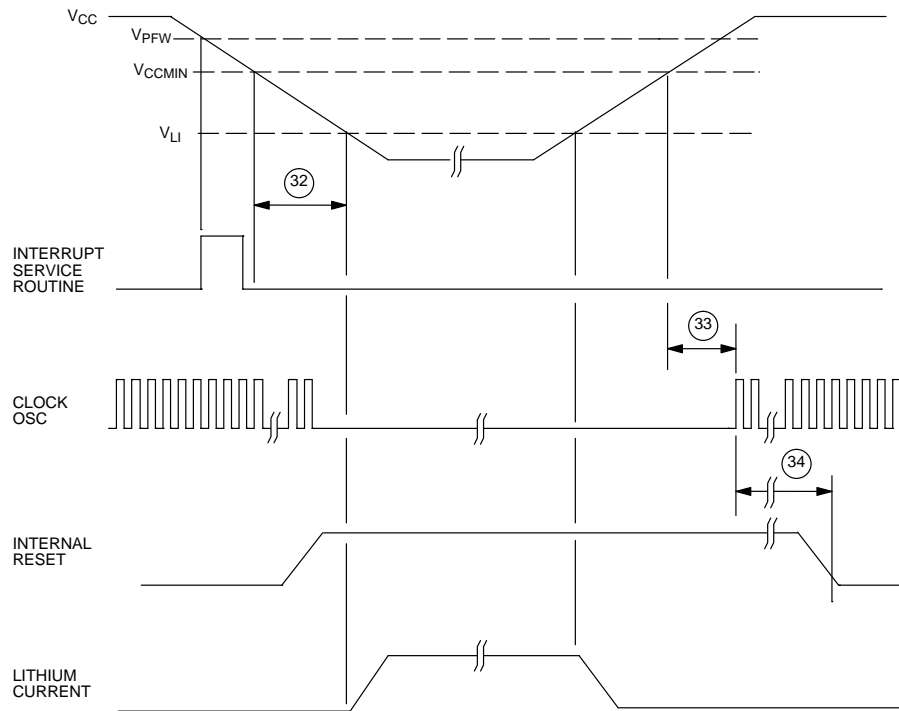 VCC
VPFW
VCCMIN
VLI
32
INTERRUPT
SERVICE
ROUTINE
33
CLOCK
OSC
34
INTERNAL
RESET
LITHIUM
CURRENT